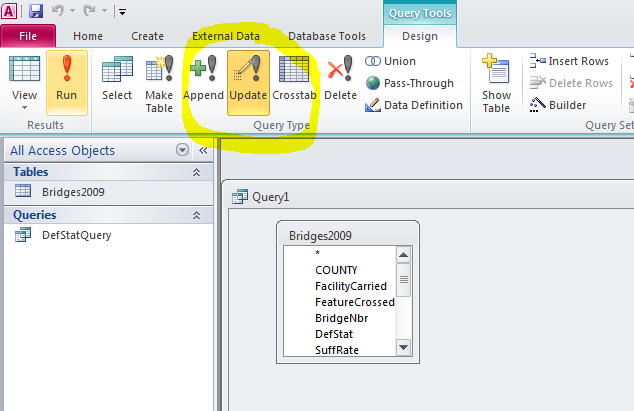 Query Tools
File Home Create External Data Database Tools Design
View Run Select Make Table Append Update Crosstab Delete
Union
Pass-Through
Data Definition
Show Table
Insert Rows
Delete Rows
Builder
Results Query Type Query Set
All Access Objects
Tables
Bridges2009
Queries
DefStatQuery
Query1
Bridges2009
*
COUNTY
FacilityCarried
FeatureCrossed
BridgeNbr
DefStat
SuffRate